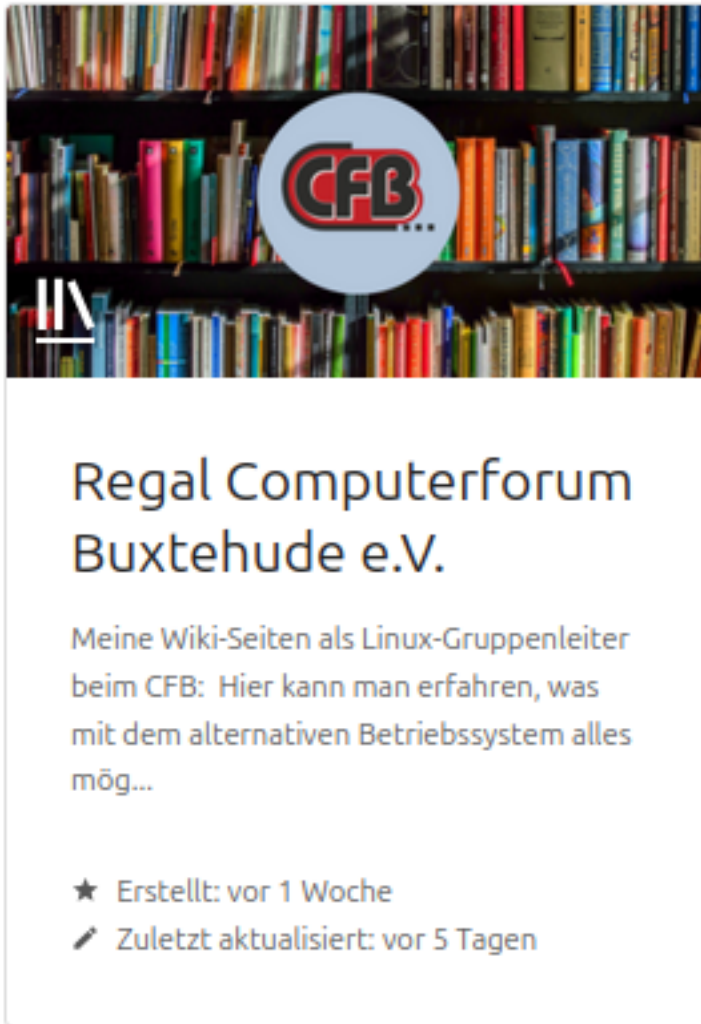 CFB....
Regal Computerforum
Buxtehude e.V.
Meine Wiki-Seiten als Linux-Gruppenleiter
beim CFB:  Hier kann man erfahren, was
mit dem alternativen Betriebssystem alles
mög...
Erstellt: vor 1 Woche
Zuletzt aktualisiert: vor 5 Tagen